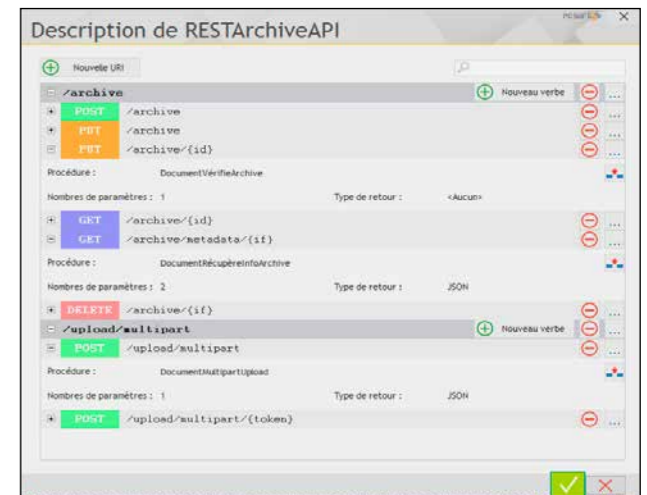 Description de RESTArchiveAPI
Nouvelle URI
/archive Nouveau verbe ...
POST /archive ...
PUT /archive ...
PUT /archive/{id} ...
Procédure : DocumentVérifieArchive
Nombres de paramètres : 1 Type de retour : <Aucun>
GET /archive/{id} ...
GET /archive/metadata/{if} ...
Procédure : DocumentRécupèreInfoArchive
Nombres de paramètres : 2 Type de retour : JSON
DELETE /archive/{if} ...
/upload/multipart Nouveau verbe ...
POST /upload/multipart ...
Procédure : DocumentMultipartUpload
Nombres de paramètres : 1 Type de retour : JSON
POST /upload/multipart/{token} ...